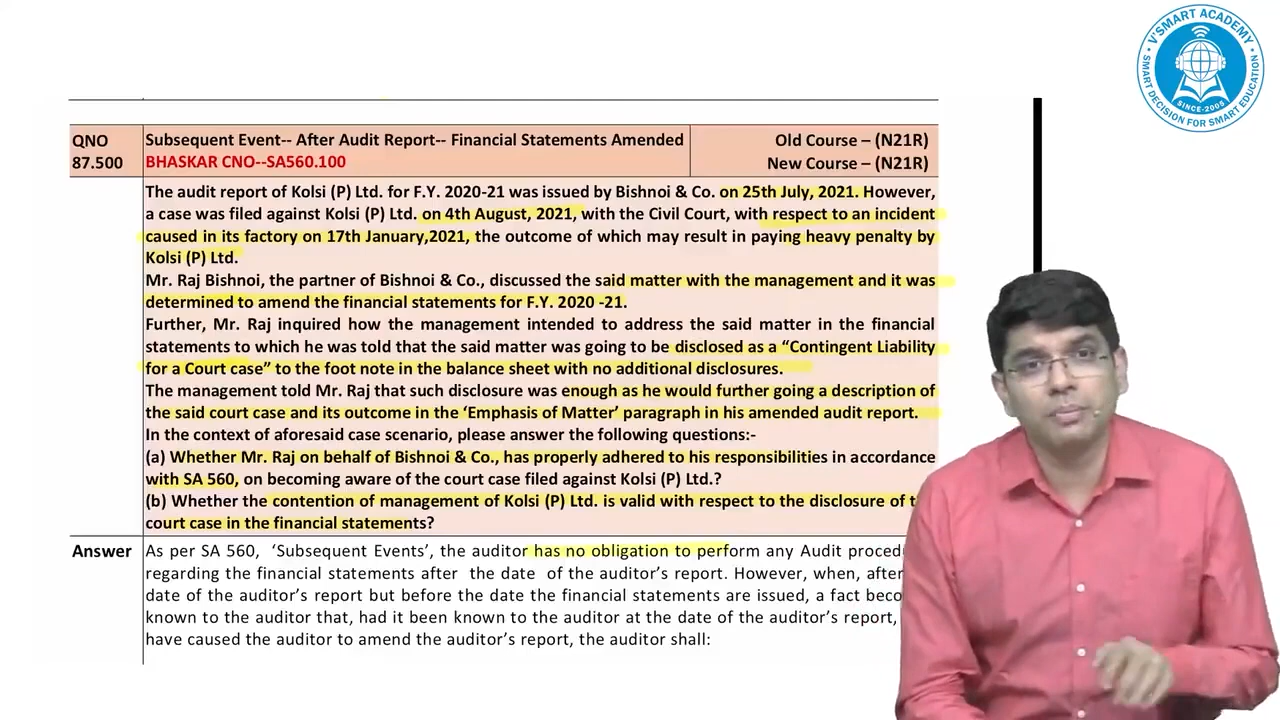 V'SMART ACADEMY
SINCE-2005
SMART DECISION FOR SMART EDUCATION
QNO
87.500
Subsequent Event-- After Audit Report-- Financial Statements Amended
BHASKAR CNO--SA560.100
Old Course – (N21R)
New Course – (N21R)
The audit report of Kolsi (P) Ltd. for F.Y. 2020-21 was issued by Bishnoi & Co. on 25th July, 2021. However,
a case was filed against Kolsi (P) Ltd. on 4th August, 2021, with the Civil Court, with respect to an incident
caused in its factory on 17th January,2021, the outcome of which may result in paying heavy penalty by
Kolsi (P) Ltd.
Mr. Raj Bishnoi, the partner of Bishnoi & Co., discussed the said matter with the management and it was
determined to amend the financial statements for F.Y. 2020 -21.
Further, Mr. Raj inquired how the management intended to address the said matter in the financial
statements to which he was told that the said matter was going to be disclosed as a “Contingent Liability
for a Court case” to the foot note in the balance sheet with no additional disclosures.
The management told Mr. Raj that such disclosure was enough as he would further going a description of
the said court case and its outcome in the ‘Emphasis of Matter’ paragraph in his amended audit report.
In the context of aforesaid case scenario, please answer the following questions:-
(a) Whether Mr. Raj on behalf of Bishnoi & Co., has properly adhered to his responsibilities in accordance
with SA 560, on becoming aware of the court case filed against Kolsi (P) Ltd.?
(b) Whether the contention of management of Kolsi (P) Ltd. is valid with respect to the disclosure of
court case in the financial statements?
Answer
As per SA 560, ‘Subsequent Events’, the auditor has no obligation to perform any Audit
regarding the financial statements after the date of the auditor’s report. However, when, after
date of the auditor’s report but before the date the financial statements are issued, a fact
known to the auditor that, had it been known to the auditor at the date of the auditor’s report,
have caused the auditor to amend the auditor’s report, the auditor shall: